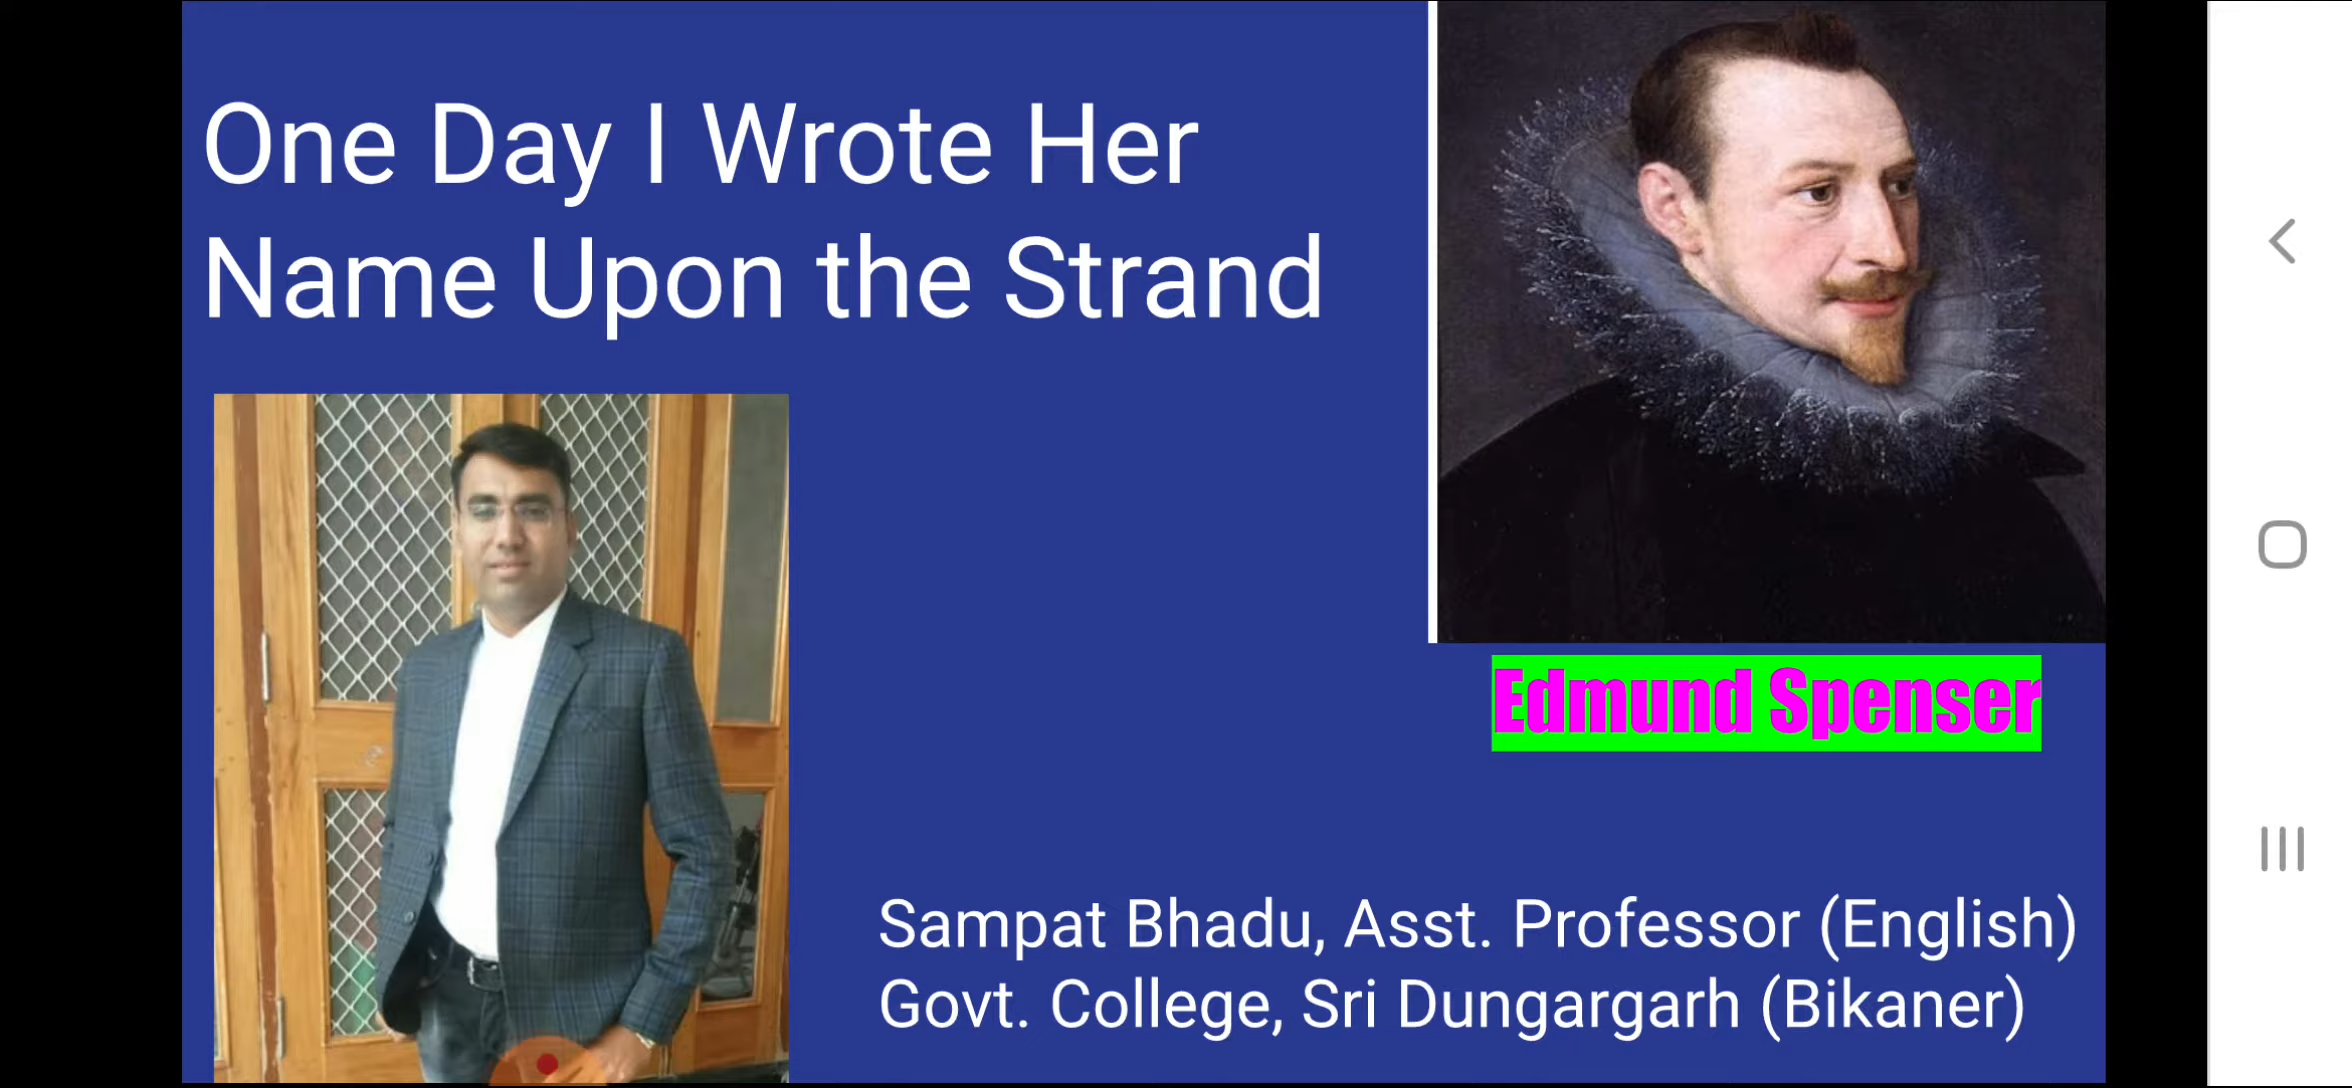 One Day I Wrote Her
Name Upon the Strand
Edmund Spenser
Sampat Bhadu, Asst. Professor (English)
Govt. College, Sri Dungargarh (Bikaner)